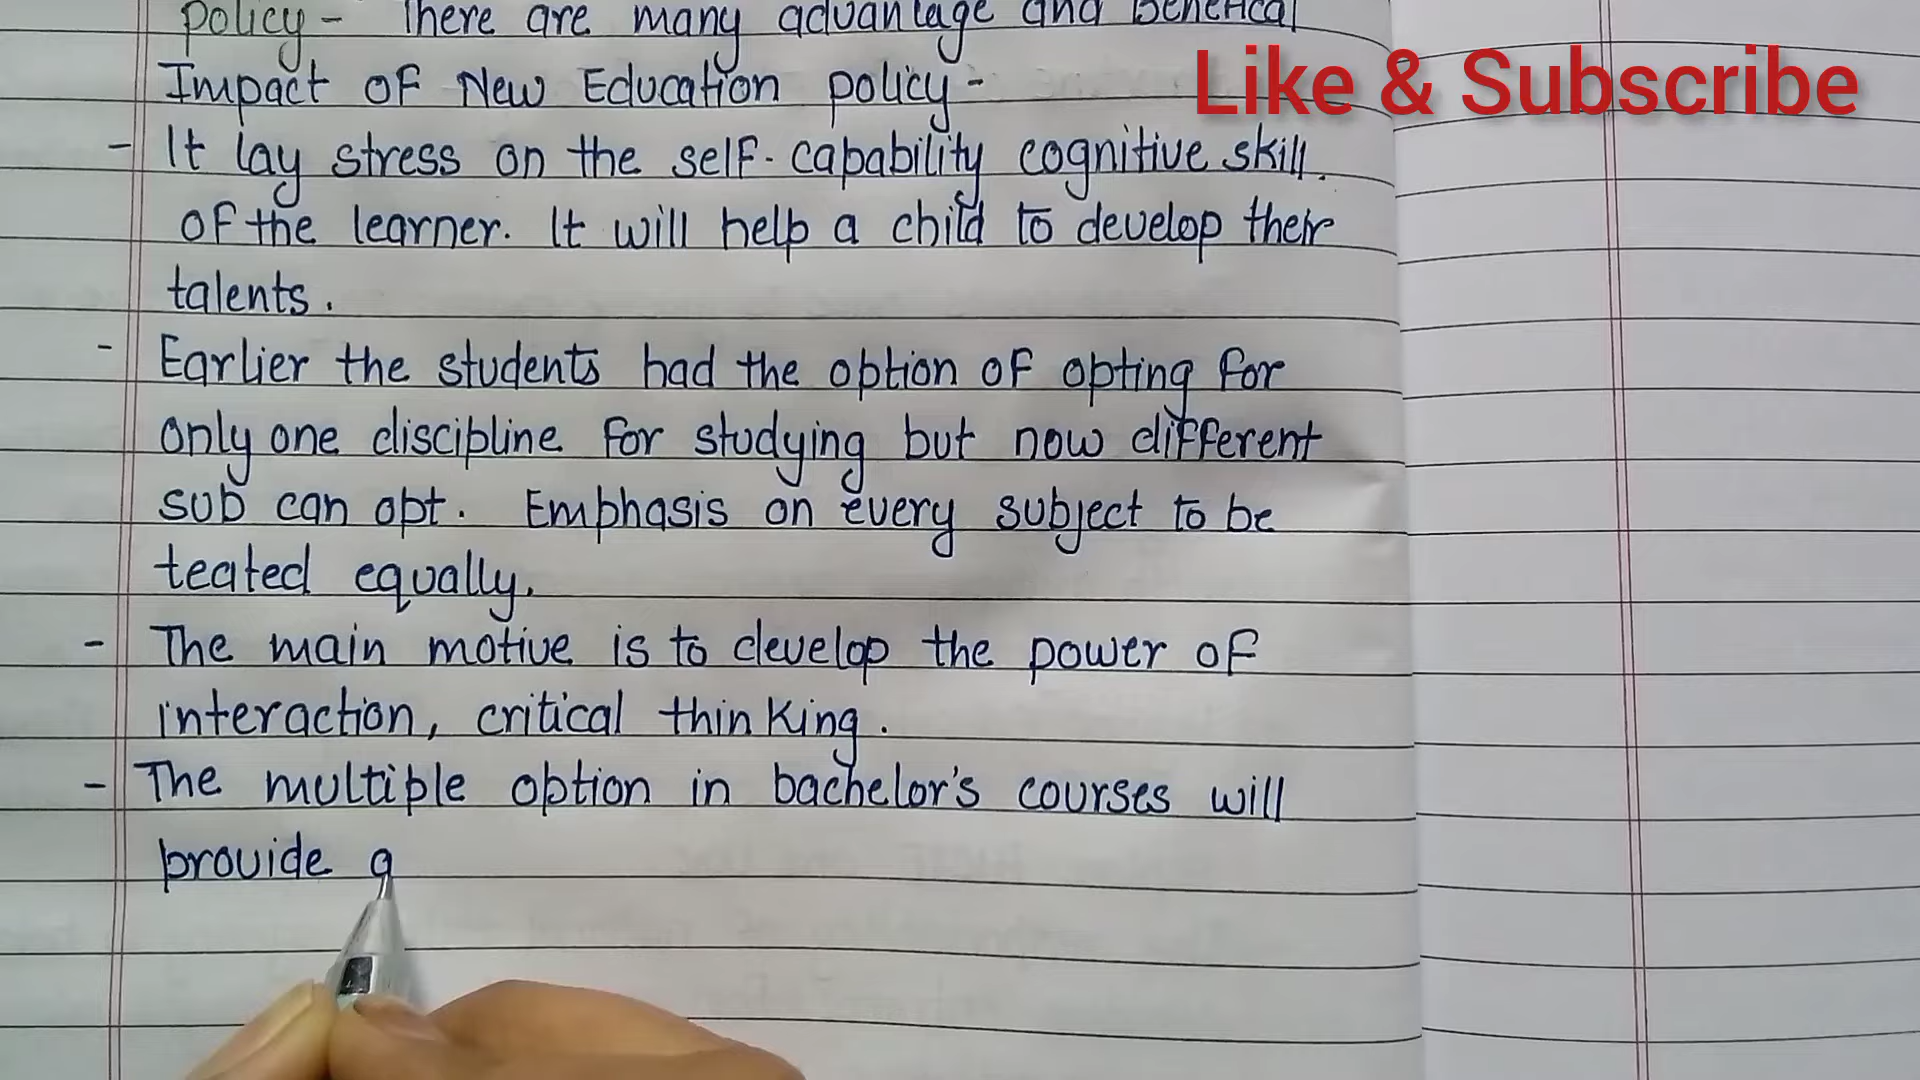 policy - There are many advantage and
Like & Subscribe
Impact of New Education policy -
- It lay stress on the self-capability cognitive skill.
of the learner. It will help a child to develop their
talents.
- Earlier the students had the option of opting for
only one discipline for studying but now different
sub can opt. Emphasis on every subject to be
teated equally.
- The main motive is to develop the power of
interaction, critical thinking.
- The multiple option in bachelor's courses will
provide a